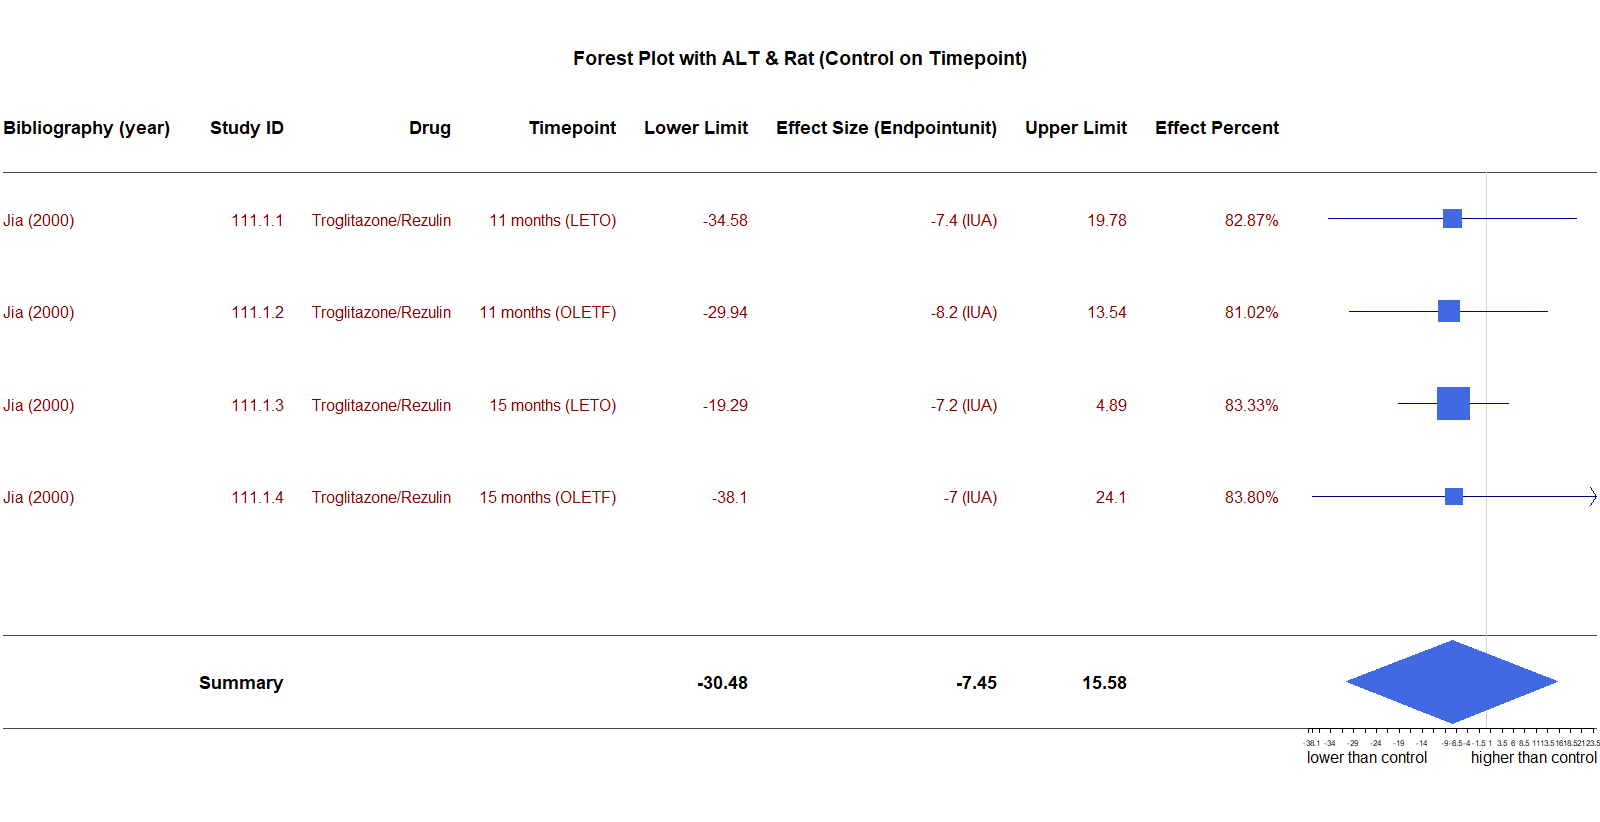 Forest Plot with ALT & Rat (Control on Timepoint)
Bibliography (year) Study ID Drug Timepoint Lower Limit Effect Size (Endpointunit) Upper Limit Effect Percent
Jia (2000) 111.1.1 Troglitazone/Rezulin 11 months (LETO) -34.58 -7.4 (IUA) 19.78 82.87%
Jia (2000) 111.1.2 Troglitazone/Rezulin 11 months (OLETF) -29.94 -8.2 (IUA) 13.54 81.02%
Jia (2000) 111.1.3 Troglitazone/Rezulin 15 months (LETO) -19.29 -7.2 (IUA) 4.89 83.33%
Jia (2000) 111.1.4 Troglitazone/Rezulin 15 months (OLETF) -38.1 -7 (IUA) 24.1 83.80%
Summary -30.48 -7.45 15.58
-38.1 -34 -29 -24 -19 -14 -9 -6.5 -4 -1.5 1 3.5 6 8.5 11 13.5 16 18.5 21 23.5
lower than control higher than control